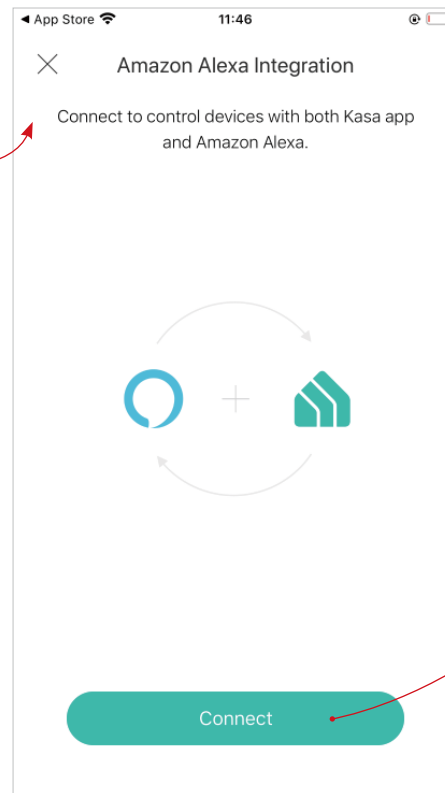 ◀ App Store 11:46
Amazon Alexa Integration
Connect to control devices with both Kasa app
and Amazon Alexa.
Connect